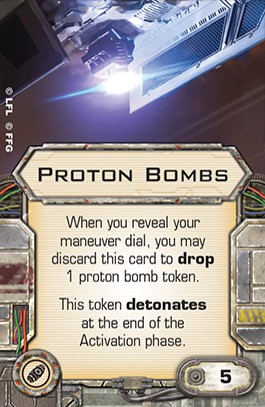 © LFL © FFG
Proton Bombs
When you reveal your
maneuver dial, you may
discard this card to drop
1 proton bomb token.
This token detonates
at the end of the
Activation phase.
5